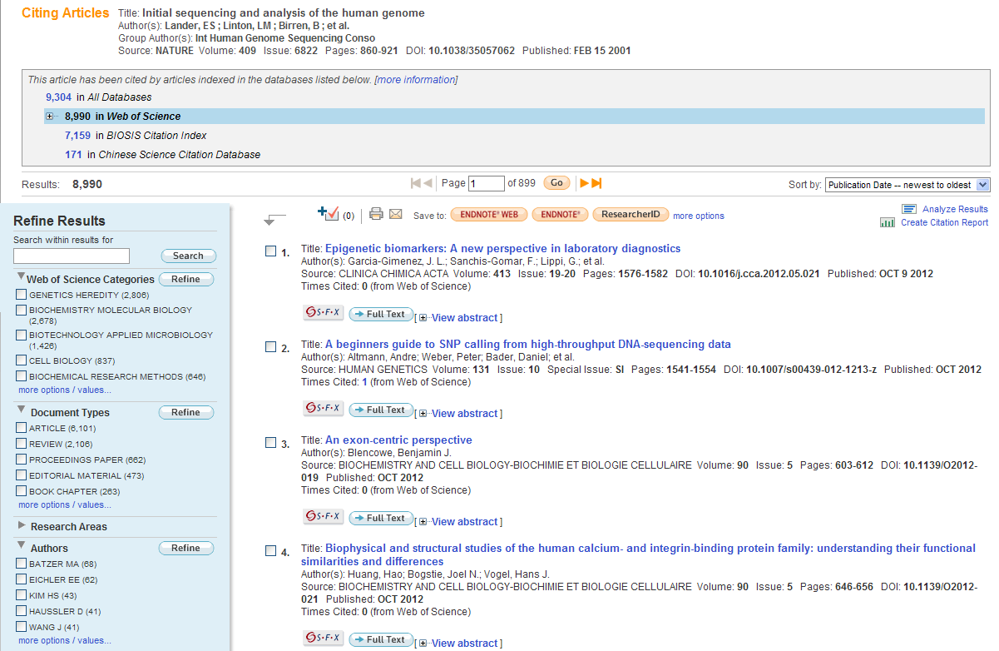 Citing Articles Title: Initial sequencing and analysis of the human genome
Author(s): Lander, ES ; Linton, LM ; Birren, B ; et al.
Group Author(s): Int Human Genome Sequencing Conso
Source: NATURE Volume: 409 Issue: 6822 Pages: 860-921 DOI: 10.1038/35057062 Published: FEB 15 2001
This article has been cited by articles indexed in the databases listed below. [more information]
9,304 in All Databases
8,990 in Web of Science
7,159 in BIOSIS Citation Index
171 in Chinese Science Citation Database
Results: 8,990
Page 1 of 899 Go
Sort by: Publication Date -- newest to oldest
Refine Results
Search within results for
Search
Web of Science Categories Refine
GENETICS HEREDITY (2,806)
BIOCHEMISTRY MOLECULAR BIOLOGY
(2,678)
BIOTECHNOLOGY APPLIED MICROBIOLOGY
(1,426)
CELL BIOLOGY (837)
BIOCHEMICAL RESEARCH METHODS (646)
more options / values...
Document Types Refine
ARTICLE (6,101)
REVIEW (2,106)
PROCEEDINGS PAPER (662)
EDITORIAL MATERIAL (473)
BOOK CHAPTER (263)
more options / values...
Research Areas
Authors Refine
BATZER MA (68)
EICHLER EE (62)
KIM HS (43)
HAUSSLER D (41)
WANG J (41)
more options / values...
(0) Save to: ENDNOTE® WEB ENDNOTE® ResearcherID more options
Analyze Results
Create Citation Report
1. Title: Epigenetic biomarkers: A new perspective in laboratory diagnostics
Author(s): Garcia-Gimenez, J. L.; Sanchis-Gomar, F.; Lippi, G.; et al.
Source: CLINICA CHIMICA ACTA Volume: 413 Issue: 19-20 Pages: 1576-1582 DOI: 10.1016/j.cca.2012.05.021 Published: OCT 9 2012
Times Cited: 0 (from Web of Science)
S·F·X Full Text [ View abstract ]
2. Title: A beginners guide to SNP calling from high-throughput DNA-sequencing data
Author(s): Altmann, Andre; Weber, Peter; Bader, Daniel; et al.
Source: HUMAN GENETICS Volume: 131 Issue: 10 Special Issue: SI Pages: 1541-1554 DOI: 10.1007/s00439-012-1213-z Published: OCT 2012
Times Cited: 1 (from Web of Science)
S·F·X Full Text [ View abstract ]
3. Title: An exon-centric perspective
Author(s): Blencowe, Benjamin J.
Source: BIOCHEMISTRY AND CELL BIOLOGY-BIOCHIMIE ET BIOLOGIE CELLULAIRE Volume: 90 Issue: 5 Pages: 603-612 DOI: 10.1139/O2012-
019 Published: OCT 2012
Times Cited: 0 (from Web of Science)
S·F·X Full Text [ View abstract ]
4. Title: Biophysical and structural studies of the human calcium- and integrin-binding protein family: understanding their functional
similarities and differences
Author(s): Huang, Hao; Bogstie, Joel N.; Vogel, Hans J.
Source: BIOCHEMISTRY AND CELL BIOLOGY-BIOCHIMIE ET BIOLOGIE CELLULAIRE Volume: 90 Issue: 5 Pages: 646-656 DOI: 10.1139/O2012-
021 Published: OCT 2012
Times Cited: 0 (from Web of Science)
S·F·X Full Text [ View abstract ]